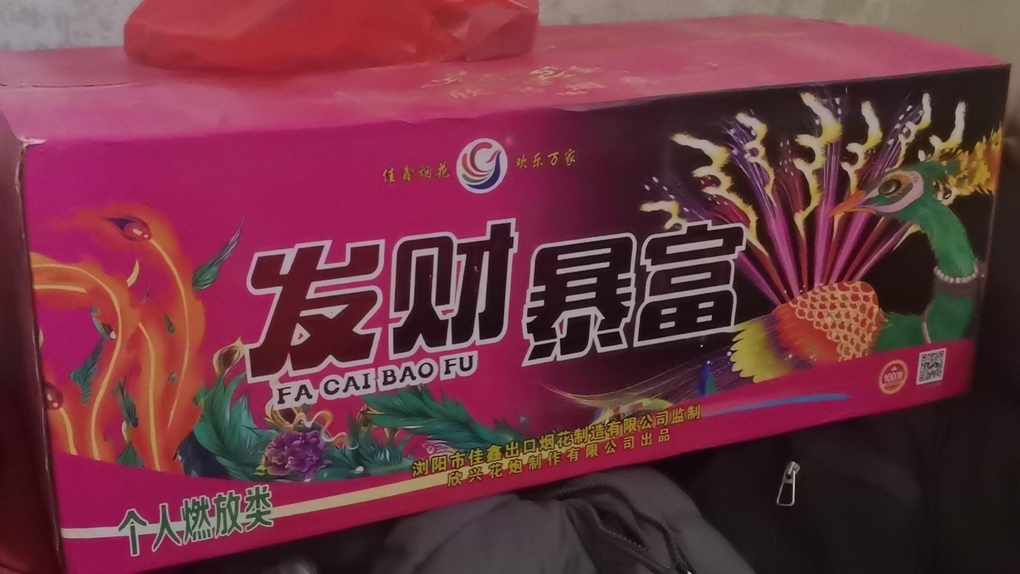 佳鑫烟花 欢乐万家
发财暴富
FA CAI BAO FU
浏阳市佳鑫出口烟花制造有限公司监制
欣兴花炮制作有限公司出品
个人燃放类